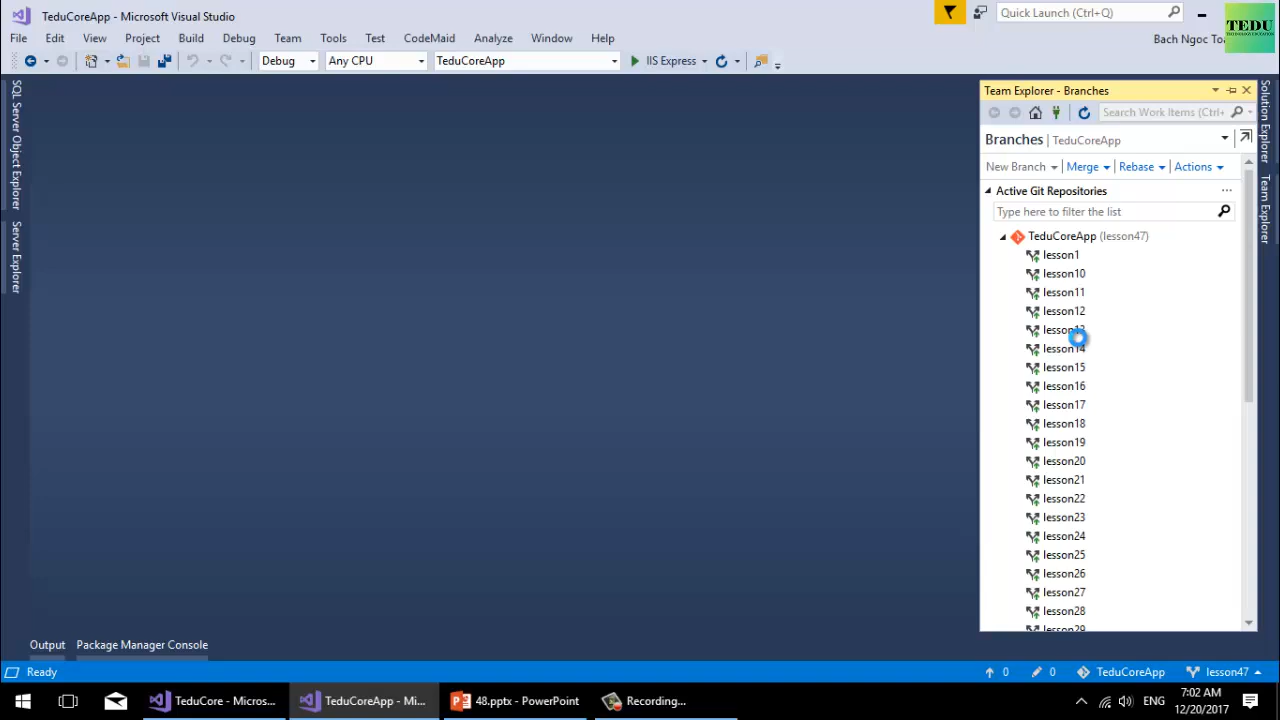 TeduCoreApp - Microsoft Visual Studio
Quick Launch (Ctrl+Q)
TEDU
File Edit View Project Build Debug Team Tools Test CodeMaid Analyze Window Help
Bach Ngoc Toa
Debug Any CPU TeduCoreApp IIS Express
SQL Server Object Explorer
Server Explorer
Team Explorer - Branches
Search Work Items (Ctrl+
Branches | TeduCoreApp
New Branch | Merge | Rebase | Actions
Active Git Repositories
Type here to filter the list
TeduCoreApp (lesson47)
lesson1
lesson10
lesson11
lesson12
lesson13
lesson14
lesson15
lesson16
lesson17
lesson18
lesson19
lesson20
lesson21
lesson22
lesson23
lesson24
lesson25
lesson26
lesson27
lesson28
lesson29
Solution Explorer
Team Explorer
Output Package Manager Console
Ready
0 0 TeduCoreApp lesson47
TeduCore - Micros... TeduCoreApp - Mi... 48.pptx - PowerPoint Recording...
ENG
7:02 AM
12/20/2017